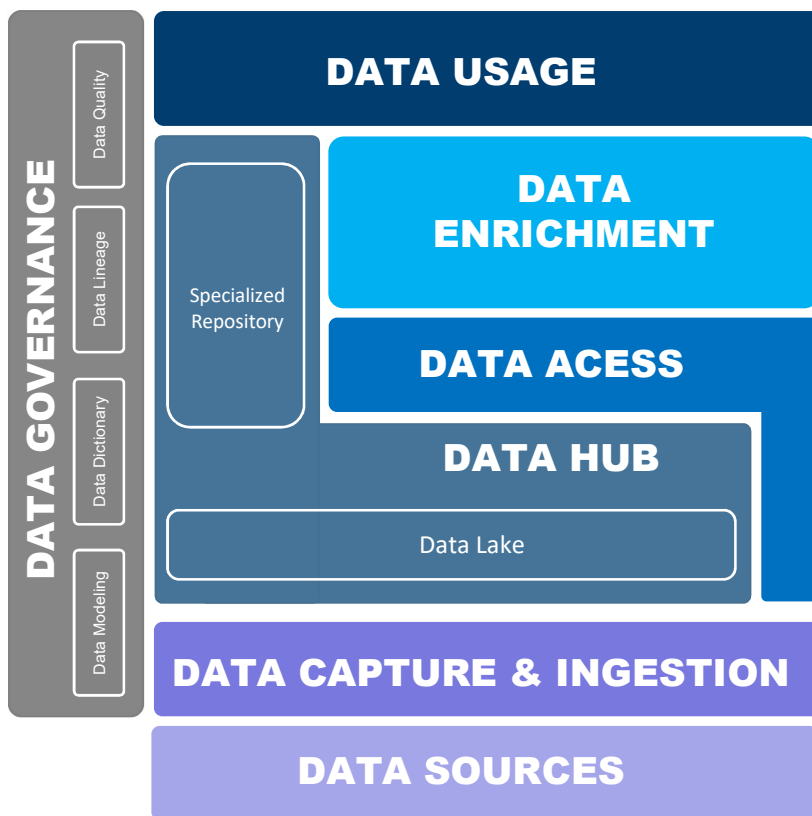 DATA GOVERNANCE
Data Quality
Data Lineage
Data Dictionary
Data Modeling
DATA USAGE
DATA
ENRICHMENT
Specialized
Repository
DATA ACESS
DATA HUB
Data Lake
DATA CAPTURE & INGESTION
DATA SOURCES